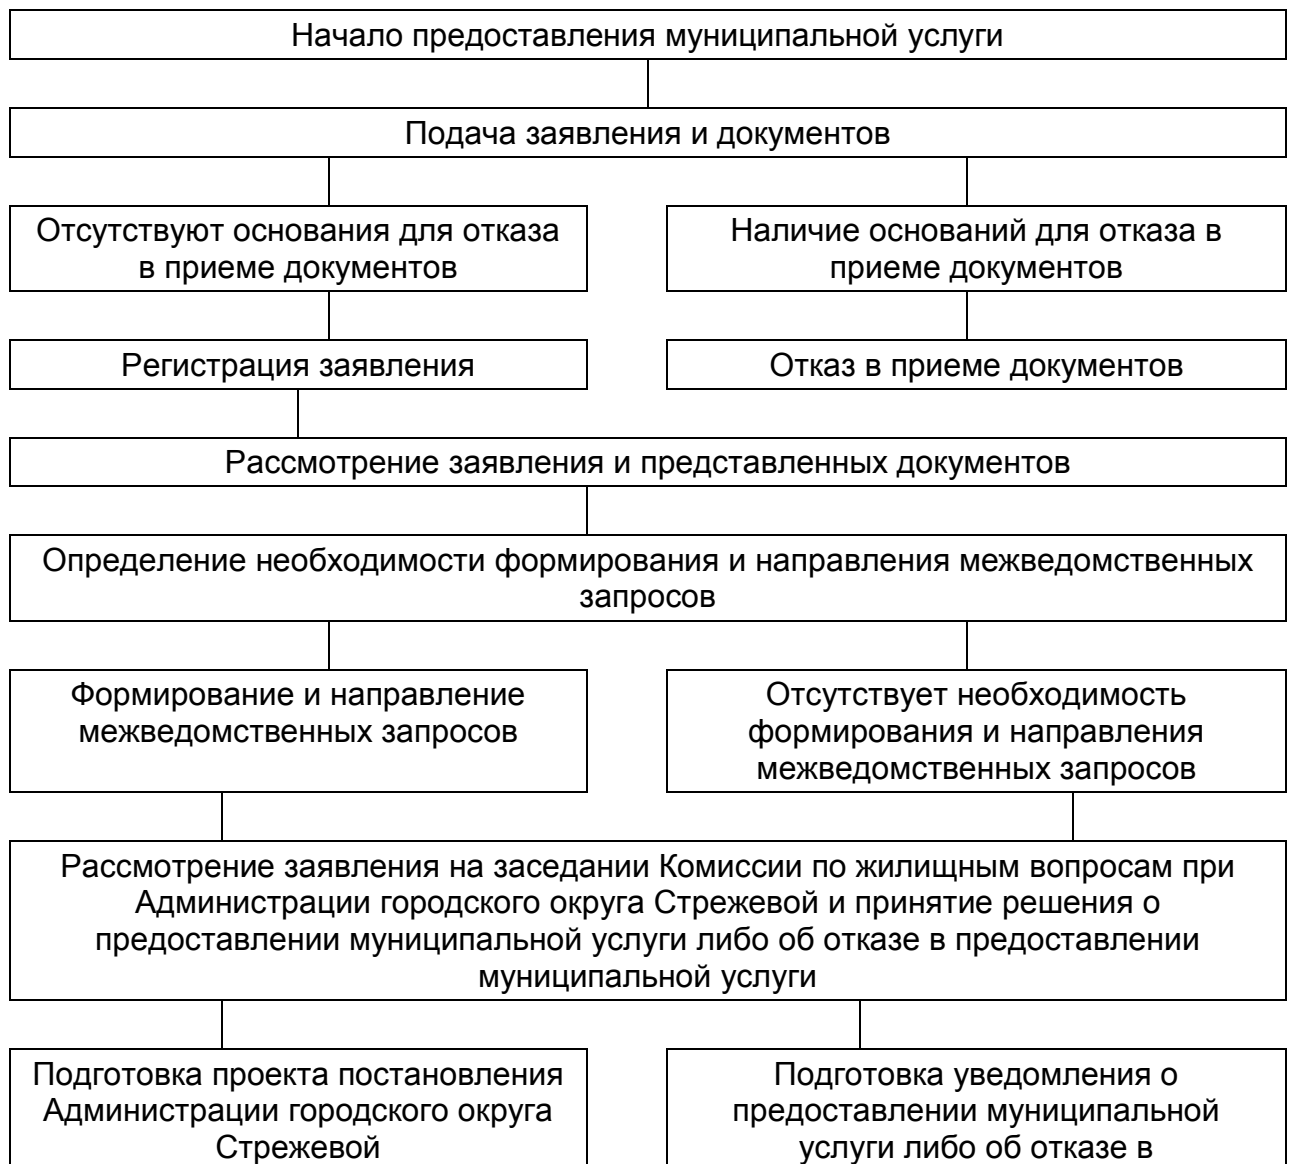 Начало предоставления муниципальной услуги
Подача заявления и документов
Отсутствуют основания для отказа
в приеме документов
Наличие оснований для отказа в
приеме документов
Регистрация заявления
Отказ в приеме документов
Рассмотрение заявления и представленных документов
Определение необходимости формирования и направления межведомственных
запросов
Формирование и направление
межведомственных запросов
Отсутствует необходимость
формирования и направления
межведомственных запросов
Рассмотрение заявления на заседании Комиссии по жилищным вопросам при
Администрации городского округа Стрежевой и принятие решения о
предоставлении муниципальной услуги либо об отказе в предоставлении
муниципальной услуги
Подготовка проекта постановления
Администрации городского округа
Стрежевой
Подготовка уведомления о
предоставлении муниципальной
услуги либо об отказе в